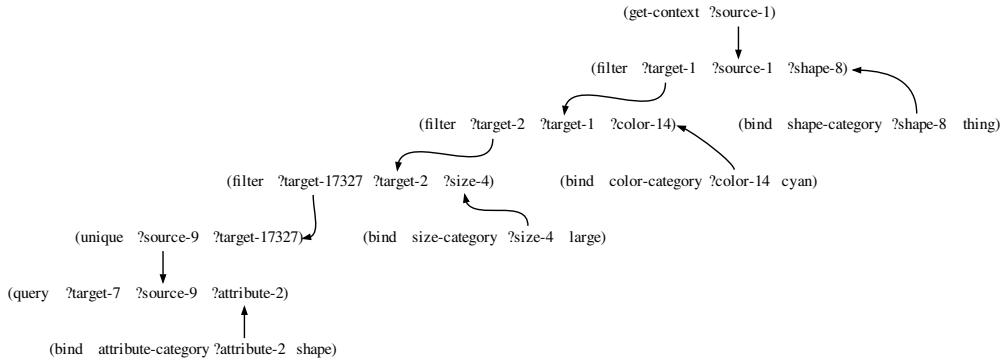 (get-context ?source-1)
(filter ?target-1 ?source-1 ?shape-8)
(filter ?target-2 ?target-1 ?color-14) (bind shape-category ?shape-8 thing)
(filter ?target-17327 ?target-2 ?size-4) (bind color-category ?color-14 cyan)
(unique ?source-9 ?target-17327) (bind size-category ?size-4 large)
(query ?target-7 ?source-9 ?attribute-2)
(bind attribute-category ?attribute-2 shape)